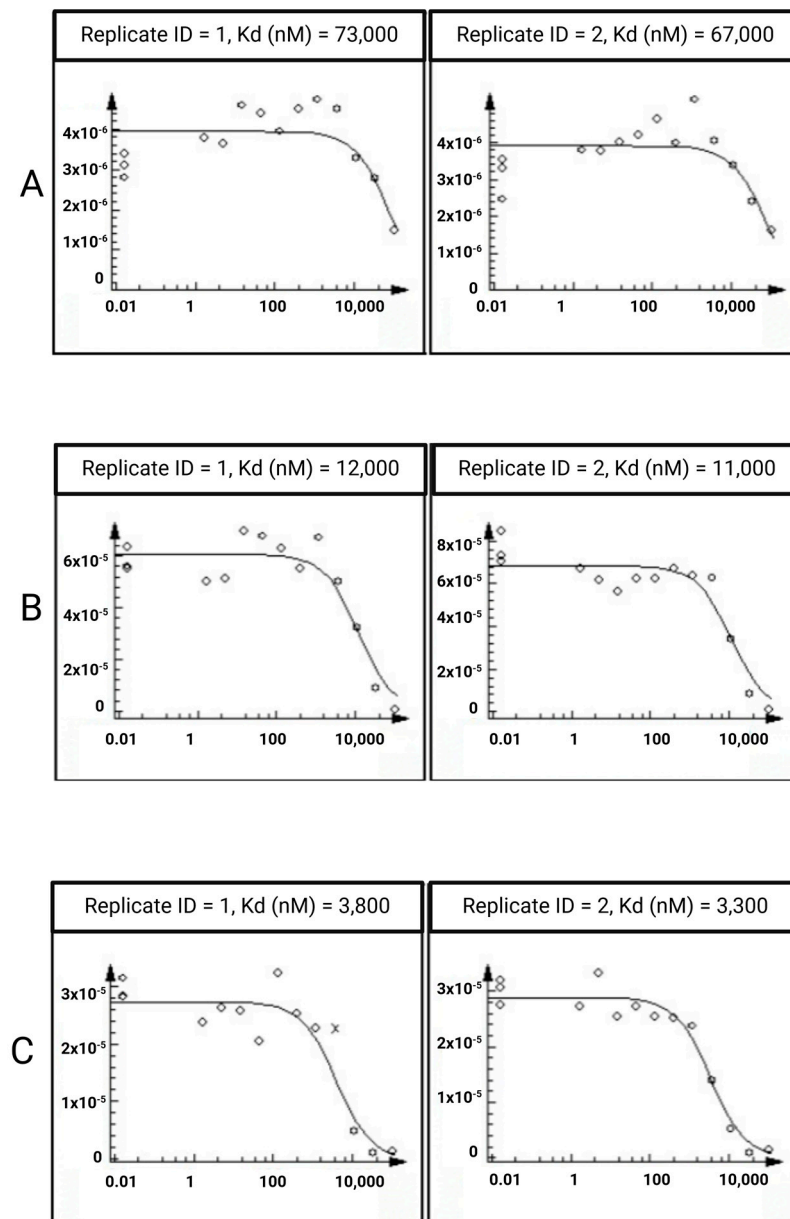 Replicate ID = 1, Kd (nM) = 73,000
Replicate ID = 2, Kd (nM) = 67,000
A
4x10⁻⁶
3x10⁻⁶
2x10⁻⁶
1x10⁻⁶
0
0.01 1 100 10,000
4x10⁻⁶
3x10⁻⁶
2x10⁻⁶
1x10⁻⁶
0
0.01 1 100 10,000
Replicate ID = 1, Kd (nM) = 12,000
Replicate ID = 2, Kd (nM) = 11,000
B
6x10⁻⁵
4x10⁻⁵
2x10⁻⁵
0
0.01 1 100 10,000
8x10⁻⁵
6x10⁻⁵
4x10⁻⁵
2x10⁻⁵
0
0.01 1 100 10,000
Replicate ID = 1, Kd (nM) = 3,800
Replicate ID = 2, Kd (nM) = 3,300
C
3x10⁻⁵
2x10⁻⁵
1x10⁻⁵
0
0.01 1 100 10,000
3x10⁻⁵
2x10⁻⁵
1x10⁻⁵
0
0.01 1 100 10,000